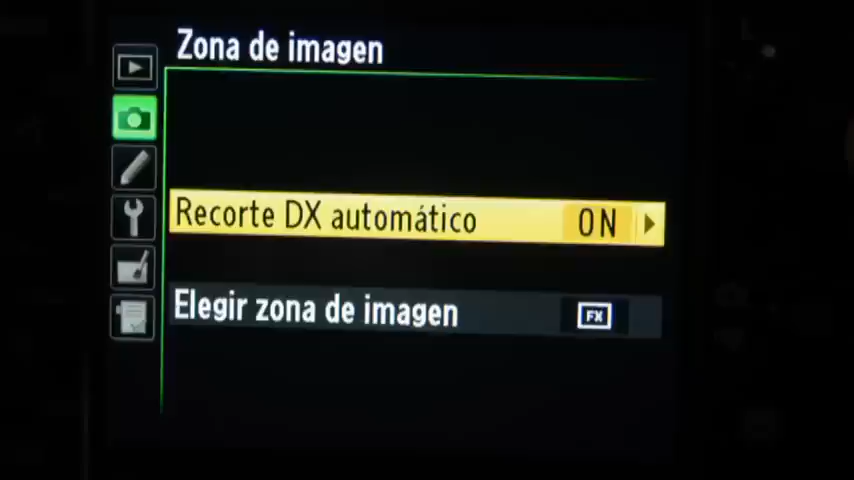 Zona de imagen
Recorte DX automático ON
Elegir zona de imagen FX